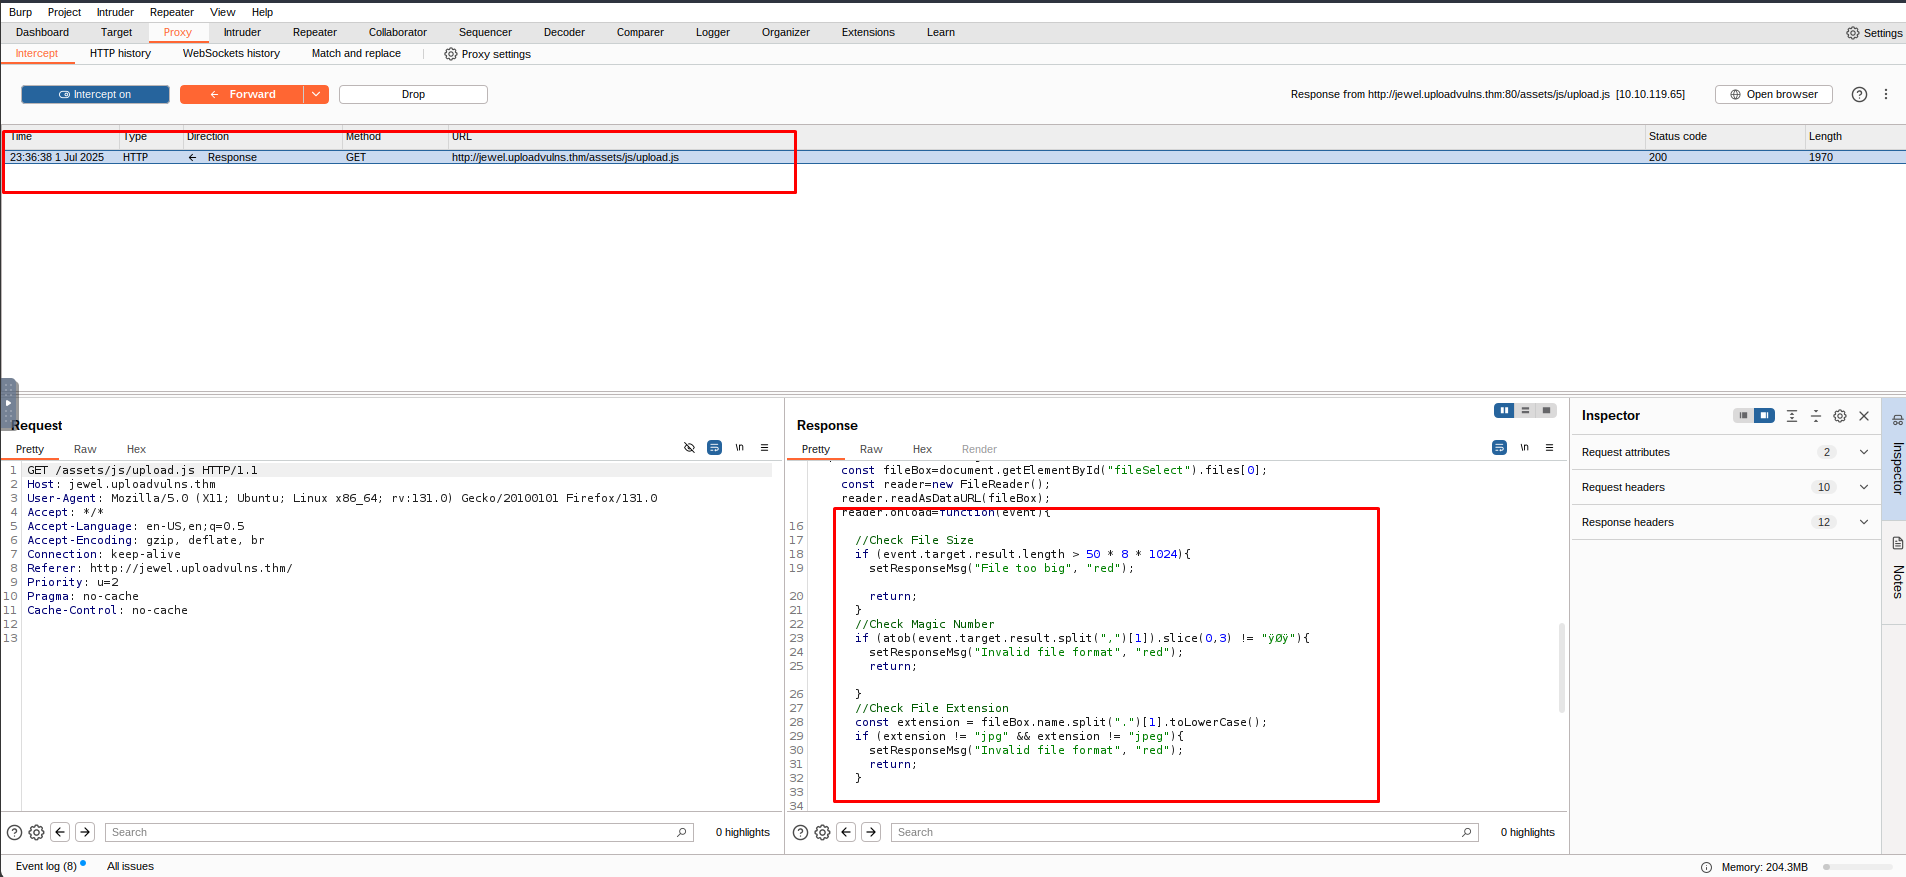 Burp Project Intruder Repeater View Help
Dashboard Target Proxy Intruder Repeater Collaborator Sequencer Decoder Comparer Logger Organizer Extensions Learn Settings
Intercept HTTP history WebSockets history Match and replace Proxy settings
Intercept on Forward Drop Response from http://jewel.uploadvulns.thm:80/assets/js/upload.js [10.10.119.65] Open browser
Time Type Direction Method URL Status code Length
23:36:38 1 Jul 2025 HTTP Response GET http://jewel.uploadvulns.thm/assets/js/upload.js 200 1970
Request
Pretty Raw Hex \n
1 GET /assets/js/upload.js HTTP/1.1
2 Host: jewel.uploadvulns.thm
3 User-Agent: Mozilla/5.0 (X11; Ubuntu; Linux x86_64; rv:131.0) Gecko/20100101 Firefox/131.0
4 Accept: */*
5 Accept-Language: en-US,en;q=0.5
6 Accept-Encoding: gzip, deflate, br
7 Connection: keep-alive
8 Referer: http://jewel.uploadvulns.thm/
9 Priority: u=2
10 Pragma: no-cache
11 Cache-Control: no-cache
12
13
Search 0 highlights
Response
Pretty Raw Hex Render \n
const fileBox=document.getElementById("fileSelect").files[0];
const reader=new FileReader();
reader.readAsDataURL(fileBox);
reader.onload=function(event){
16
17 //Check File Size
18 if (event.target.result.length > 50 * 8 * 1024){
19 setResponseMsg("File too big", "red");
20 return;
21 }
22 //Check Magic Number
23 if (atob(event.target.result.split(",")[1]).slice(0,3) != "ÿØÿ"){
24 setResponseMsg("Invalid file format", "red");
25 return;
26 }
27 //Check File Extension
28 const extension = fileBox.name.split(".")[1].toLowerCase();
29 if (extension != "jpg" && extension != "jpeg"){
30 setResponseMsg("Invalid file format", "red");
31 return;
32 }
33
34
Search 0 highlights
Inspector
Request attributes 2
Request headers 10
Response headers 12
Inspector
Notes
Event log (8) All issues Memory: 204.3MB